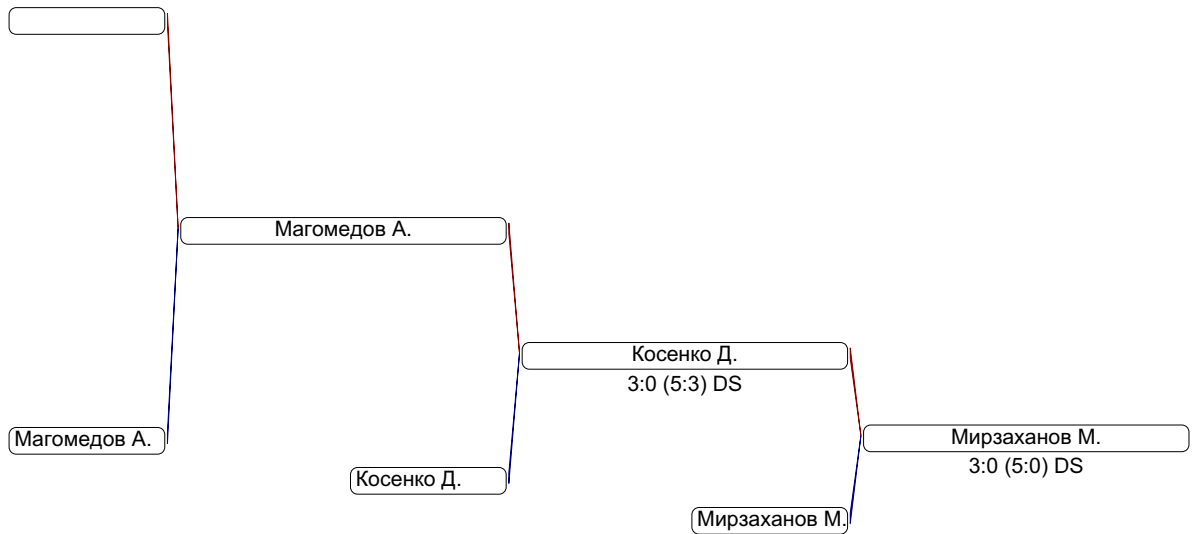 Магомедов А.
Косенко Д.
3:0 (5:3) DS
Магомедов А.
Мирзаханов М.
3:0 (5:0) DS
Косенко Д.
Мирзаханов М.